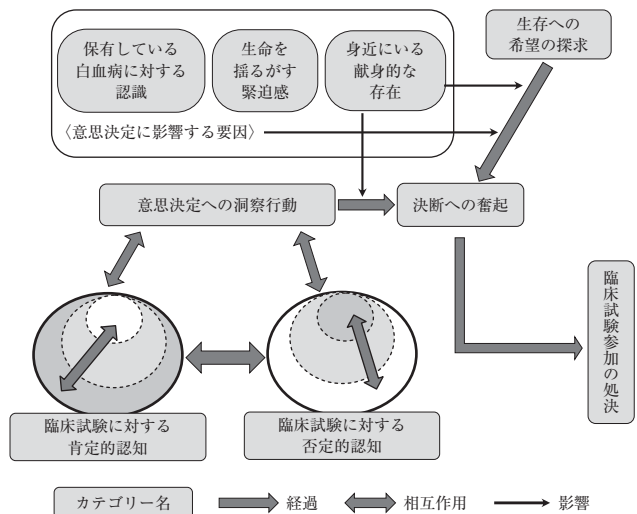 保有している
白血病に対する
認識
生命を
揺るがす
緊迫感
身近にいる
献身的な
存在
生存への
希望の探求
〈意思決定に影響する要因〉
意思決定への洞察行動
決断への奮起
臨床試験参加の処決
臨床試験に対する
肯定的認知
臨床試験に対する
否定的認知
カテゴリー名
経過
相互作用
影響